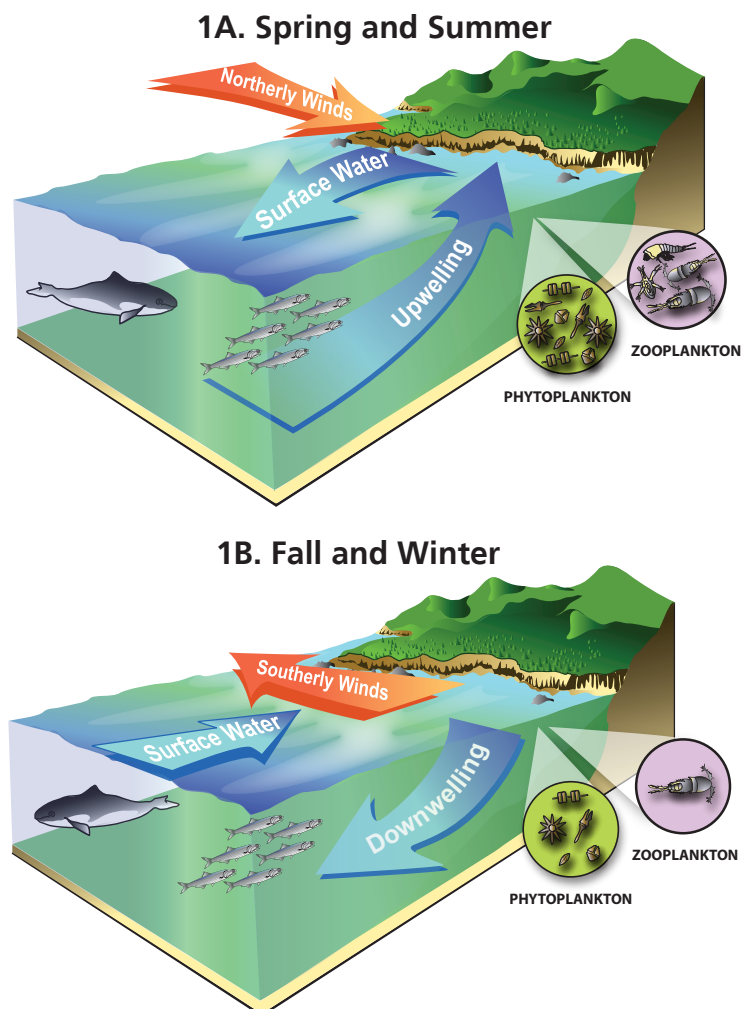 1A. Spring and Summer
Northerly Winds
Surface Water
Upwelling
ZOOPLANKTON
PHYTOPLANKTON
1B. Fall and Winter
Southerly Winds
Surface Water
Downwelling
ZOOPLANKTON
PHYTOPLANKTON